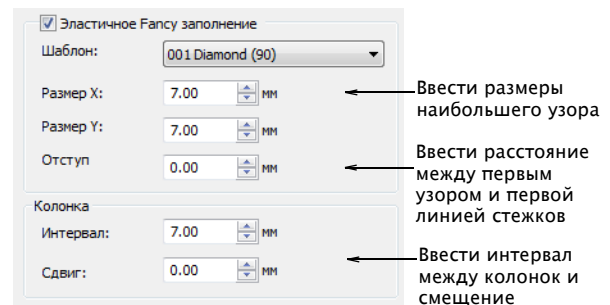 Эластичное Fancy заполнение
Шаблон: 001 Diamond (90)
Размер X: 7.00 мм
Размер Y: 7.00 мм
Отступ 0.00 мм
Колонка
Интервал: 7.00 мм
Сдвиг: 0.00 мм
Ввести размеры
наибольшего узора
Ввести расстояние
между первым
узором и первой
линией стежков
Ввести интервал
между колонок и
смещение